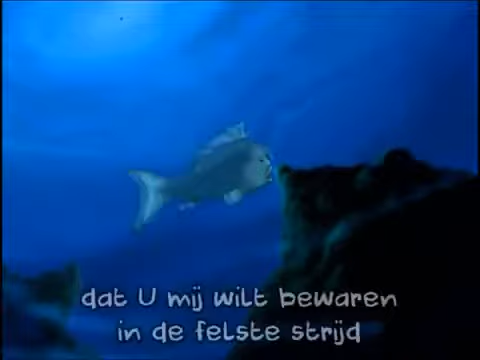 dat U mij wilt bewaren
in de felste strijd